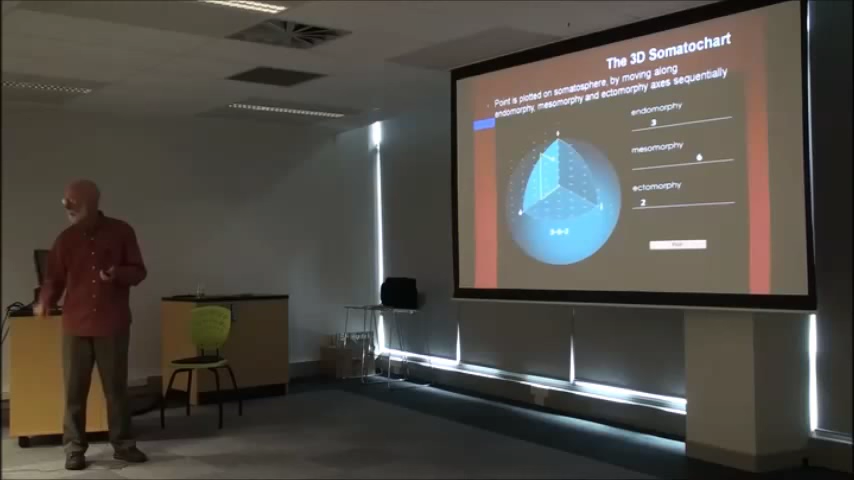 The 3D Somatochart
Point is plotted on somatosphere, by moving along
endomorphy, mesomorphy and ectomorphy axes sequentially
endomorphy
3
mesomorphy
6
ectomorphy
2
3-6-2